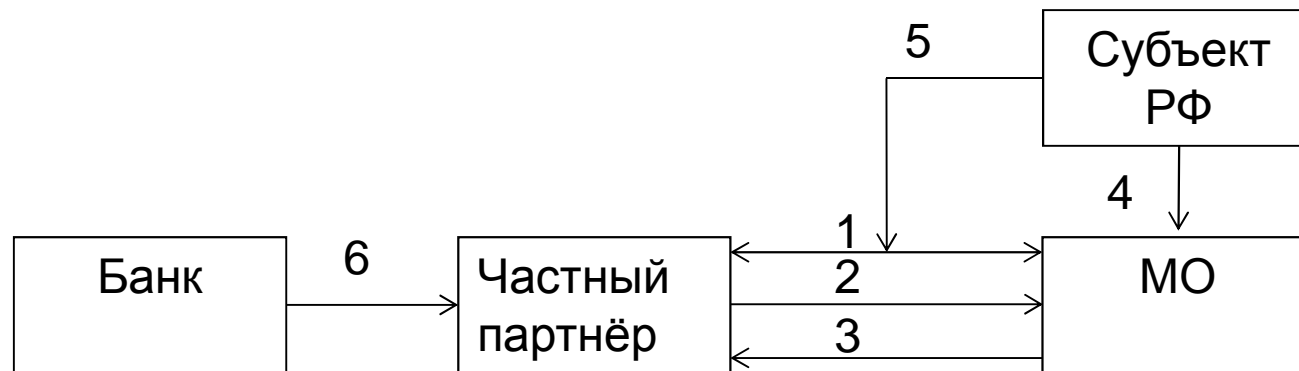 5
Субъект
РФ
4
Банк
6
Частный
партнёр
1
2
3
МО